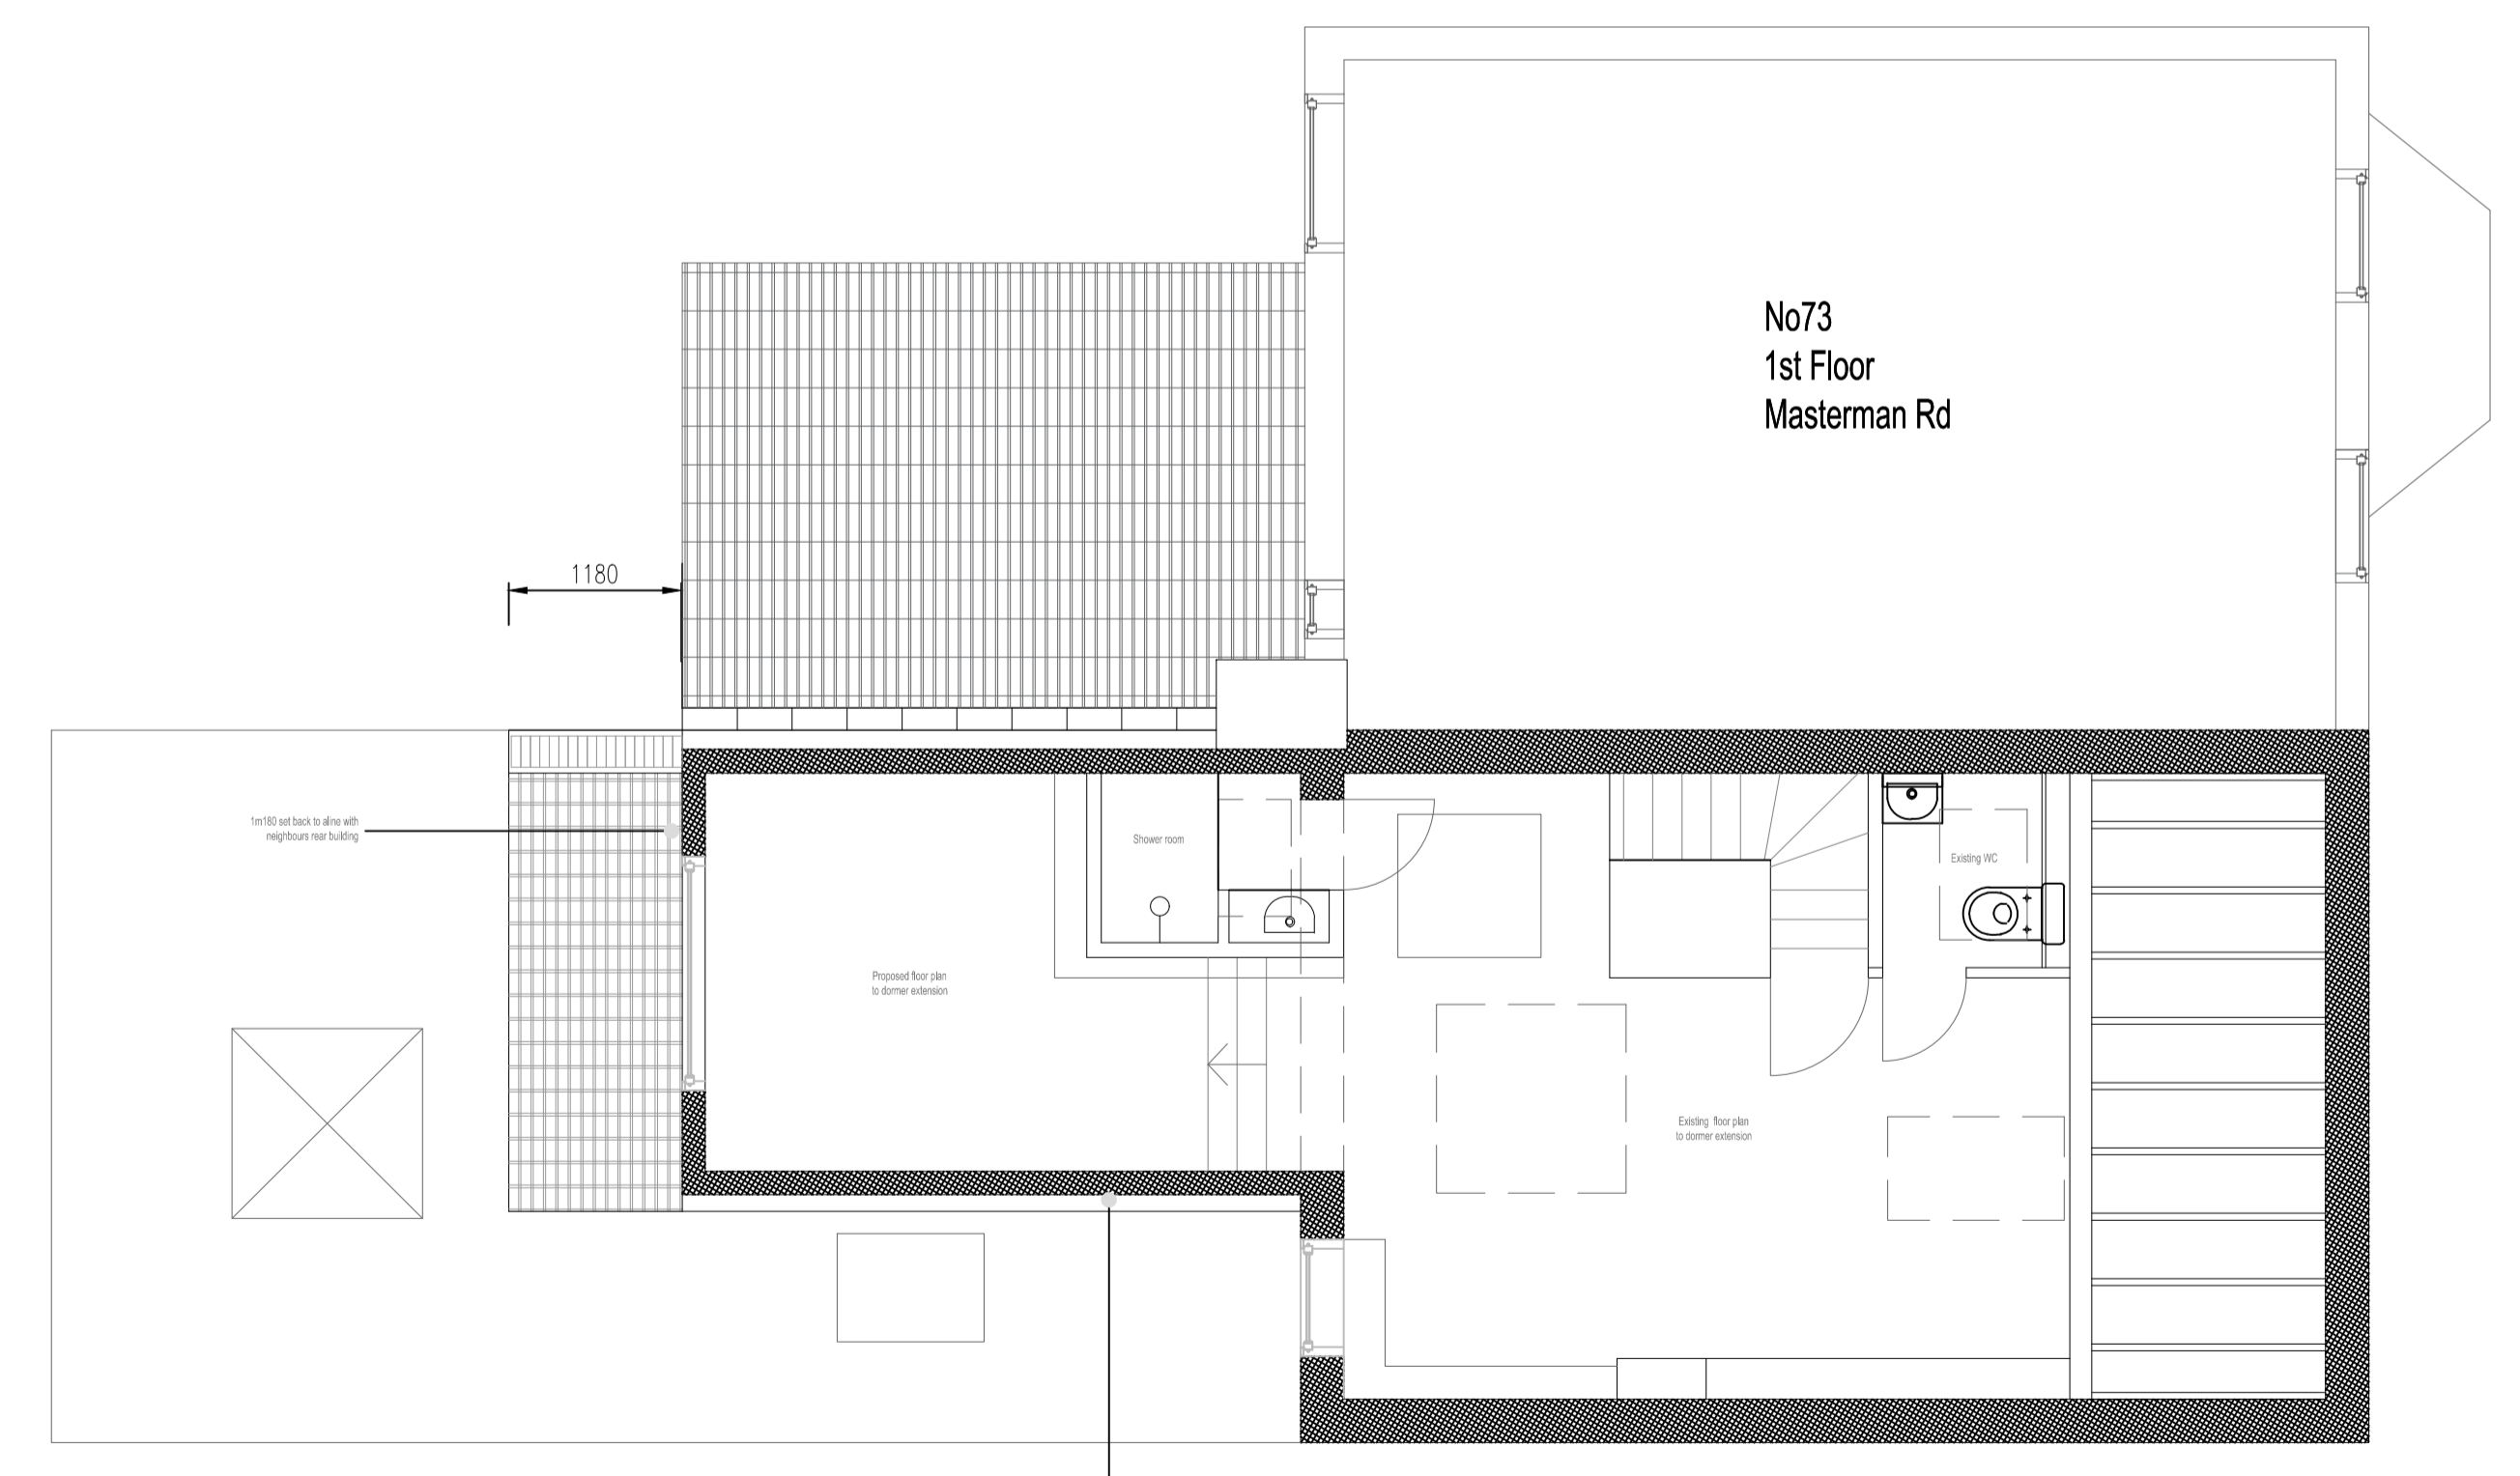 No73
1st Floor
Masterman Rd
1180
1m180 set back to aline with
neighbours rear building
Shower room
Existing WC
Proposed floor plan
to dormer extension
Existing floor plan
to dormer extension